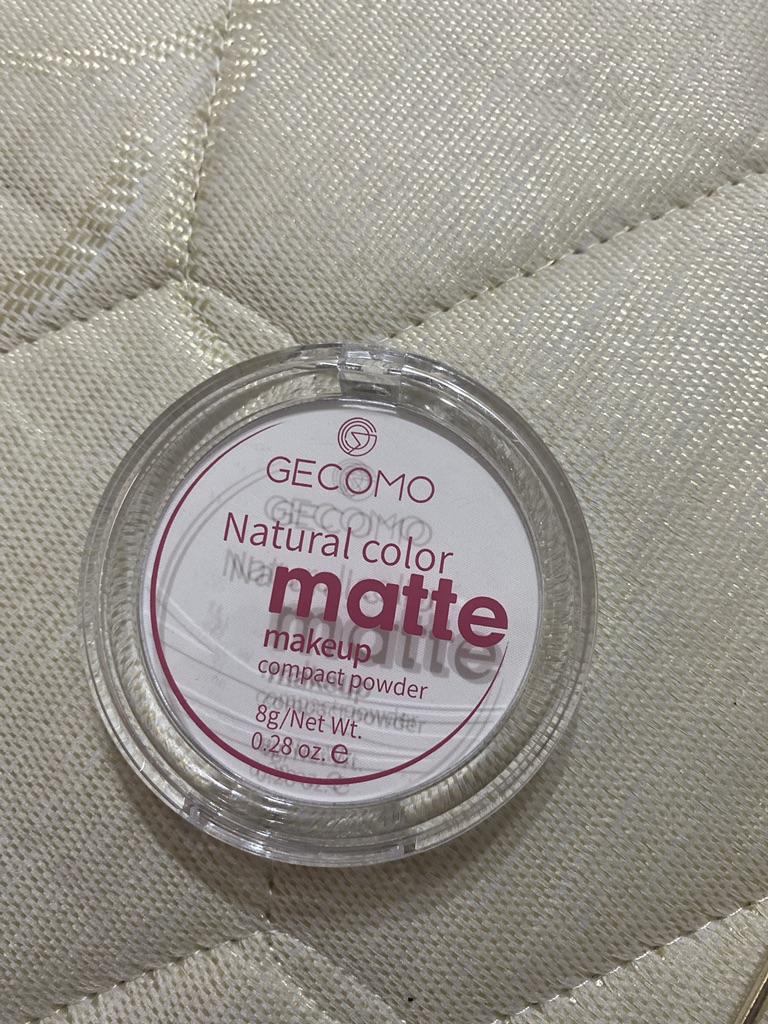 GECOMO
Natural color
matte
makeup
compact powder
8g/Net Wt.
0.28 oz. ℮